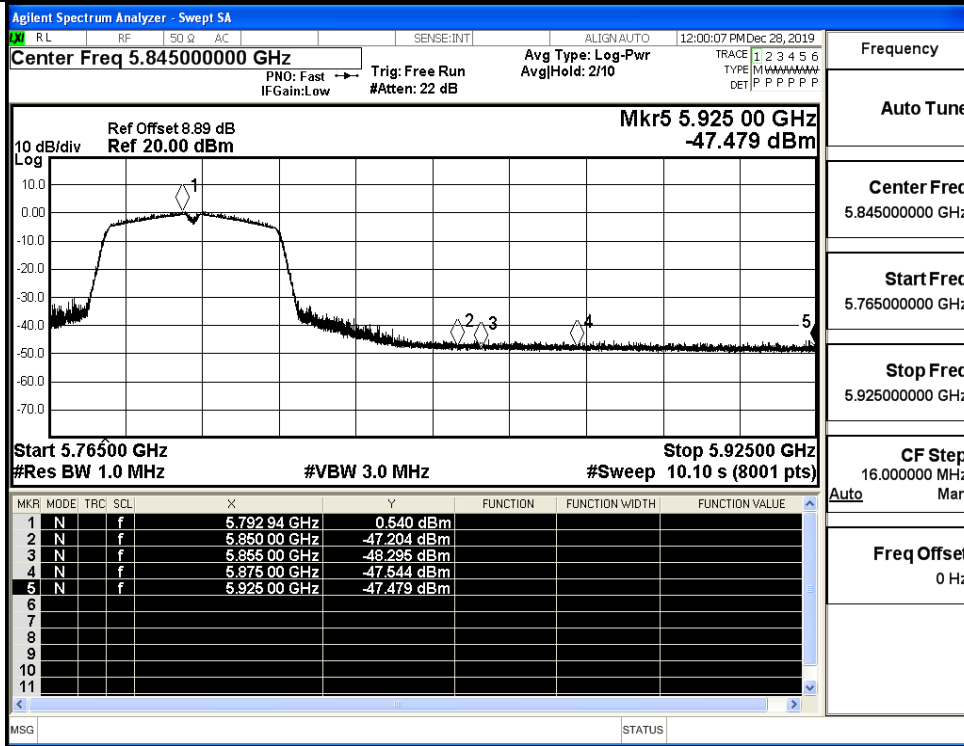 Agilent Spectrum Analyzer - Swept SA
LXI RL RF 50 Ω AC SENSE:INT ALIGN AUTO 12:00:07 PM Dec 28, 2019
Center Freq 5.845000000 GHz
PNO: Fast
IFGain:Low
Trig: Free Run
#Atten: 22 dB
Avg Type: Log-Pwr
Avg|Hold: 2/10
TRACE 1 2 3 4 5 6
TYPE M W W W W W
DET P P P P P P
Mkr5 5.925 00 GHz
-47.479 dBm
Ref Offset 8.89 dB
10 dB/div Ref 20.00 dBm
Log
10.0
0.00
-10.0
-20.0
-30.0
-40.0
-50.0
-60.0
-70.0
1
2
3
4
5
Start 5.76500 GHz Stop 5.92500 GHz
#Res BW 1.0 MHz #VBW 3.0 MHz #Sweep 10.10 s (8001 pts)
MKR MODE TRC SCL X Y FUNCTION FUNCTION WIDTH FUNCTION VALUE
1 N f 5.792 94 GHz 0.540 dBm
2 N f 5.850 00 GHz -47.204 dBm
3 N f 5.855 00 GHz -48.295 dBm
4 N f 5.875 00 GHz -47.544 dBm
5 N f 5.925 00 GHz -47.479 dBm
6
7
8
9
10
11
MSG STATUS
Frequency
Auto Tune
Center Freq
5.845000000 GHz
Start Freq
5.765000000 GHz
Stop Freq
5.925000000 GHz
CF Step
16.000000 MHz
Auto Man
Freq Offset
0 Hz